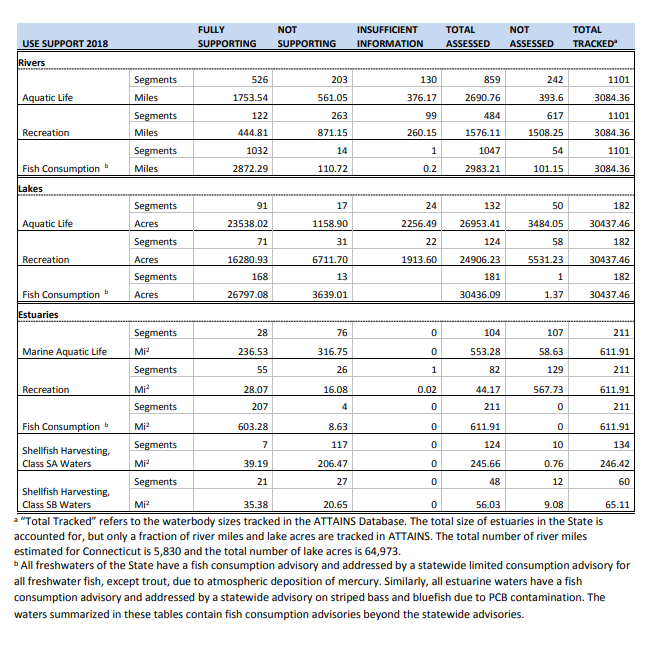 FULLY NOT INSUFFICIENT TOTAL NOT TOTAL
USE SUPPORT 2018 SUPPORTING SUPPORTING INFORMATION ASSESSED ASSESSED TRACKEDᵃ
Rivers
Segments 526 203 130 859 242 1101
Aquatic Life Miles 1753.54 561.05 376.17 2690.76 393.6 3084.36
Segments 122 263 99 484 617 1101
Recreation Miles 444.81 871.15 260.15 1576.11 1508.25 3084.36
Segments 1032 14 1 1047 54 1101
Fish Consumption ᵇ Miles 2872.29 110.72 0.2 2983.21 101.15 3084.36
Lakes
Segments 91 17 24 132 50 182
Aquatic Life Acres 23538.02 1158.90 2256.49 26953.41 3484.05 30437.46
Segments 71 31 22 124 58 182
Recreation Acres 16280.93 6711.70 1913.60 24906.23 5531.23 30437.46
Segments 168 13 181 1 182
Fish Consumption ᵇ Acres 26797.08 3639.01 30436.09 1.37 30437.46
Estuaries
Segments 28 76 0 104 107 211
Marine Aquatic Life Mi² 236.53 316.75 0 553.28 58.63 611.91
Segments 55 26 1 82 129 211
Recreation Mi² 28.07 16.08 0.02 44.17 567.73 611.91
Segments 207 4 0 211 0 211
Fish Consumption ᵇ Mi² 603.28 8.63 0 611.91 0 611.91
Segments 7 117 0 124 10 134
Shellfish Harvesting,
Class SA Waters Mi² 39.19 206.47 0 245.66 0.76 246.42
Segments 21 27 0 48 12 60
Shellfish Harvesting,
Class SB Waters Mi² 35.38 20.65 0 56.03 9.08 65.11
ᵃ “Total Tracked” refers to the waterbody sizes tracked in the ATTAINS Database. The total size of estuaries in the State is
accounted for, but only a fraction of river miles and lake acres are tracked in ATTAINS. The total number of river miles
estimated for Connecticut is 5,830 and the total number of lake acres is 64,973.
ᵇ All freshwaters of the State have a fish consumption advisory and addressed by a statewide limited consumption advisory for
all freshwater fish, except trout, due to atmospheric deposition of mercury. Similarly, all estuarine waters have a fish
consumption advisory and addressed by a statewide advisory on striped bass and bluefish due to PCB contamination. The
waters summarized in these tables contain fish consumption advisories beyond the statewide advisories.